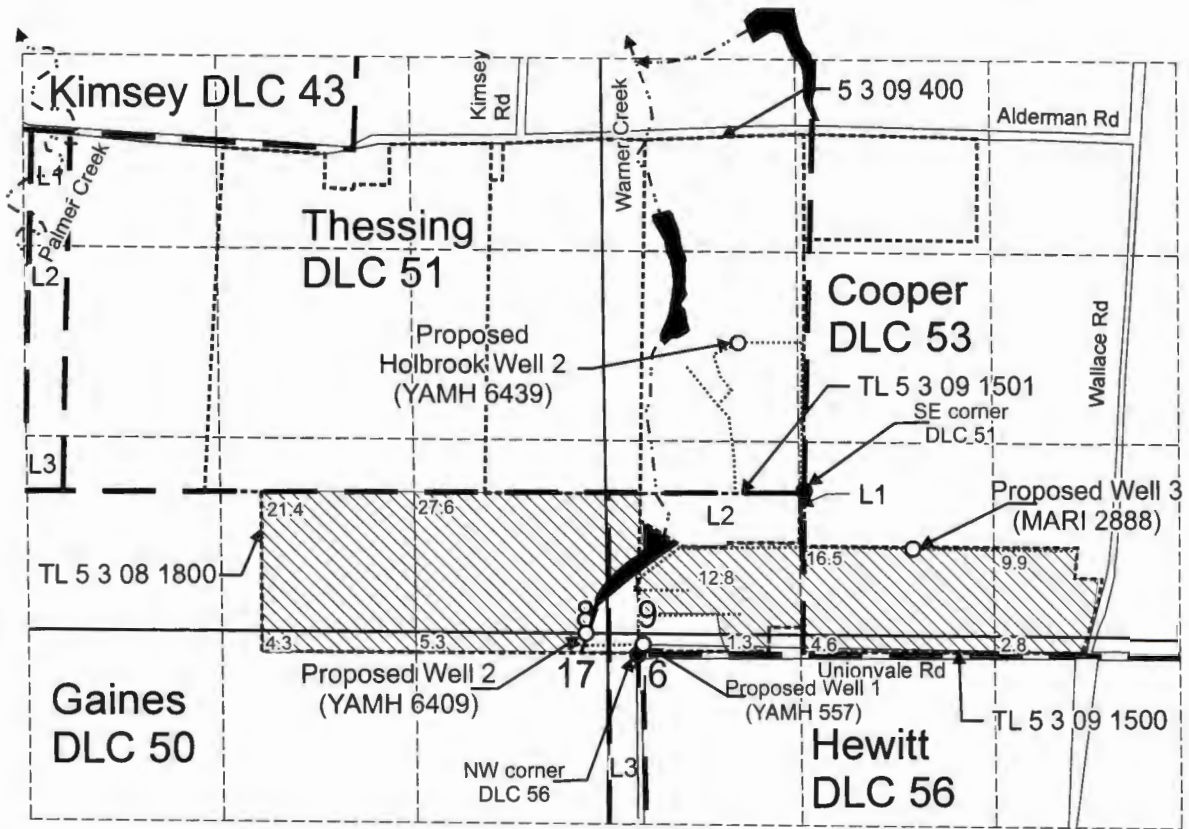 Kimsey DLC 43
Kimsey
Rd
Warner Creek
5 3 09 400
Alderman Rd
L1
Palmer Creek
L2
L3
Thessing
DLC 51
Cooper
DLC 53
Wallace Rd
Proposed
Holbrook Well 2
(YAMH 6439)
TL 5 3 09 1501
SE corner
DLC 51
L1
L2
Proposed Well 3
(MARI 2888)
21.4
27.6
16.5
9.9
TL 5 3 08 1800
12.8
9
4.3
5.3
1.3
4.6
2.8
17
6
Unionvale Rd
Proposed Well 2
(YAMH 6409)
Proposed Well 1
(YAMH 557)
TL 5 3 09 1500
Gaines
DLC 50
NW corner
DLC 56
L3
Hewitt
DLC 56